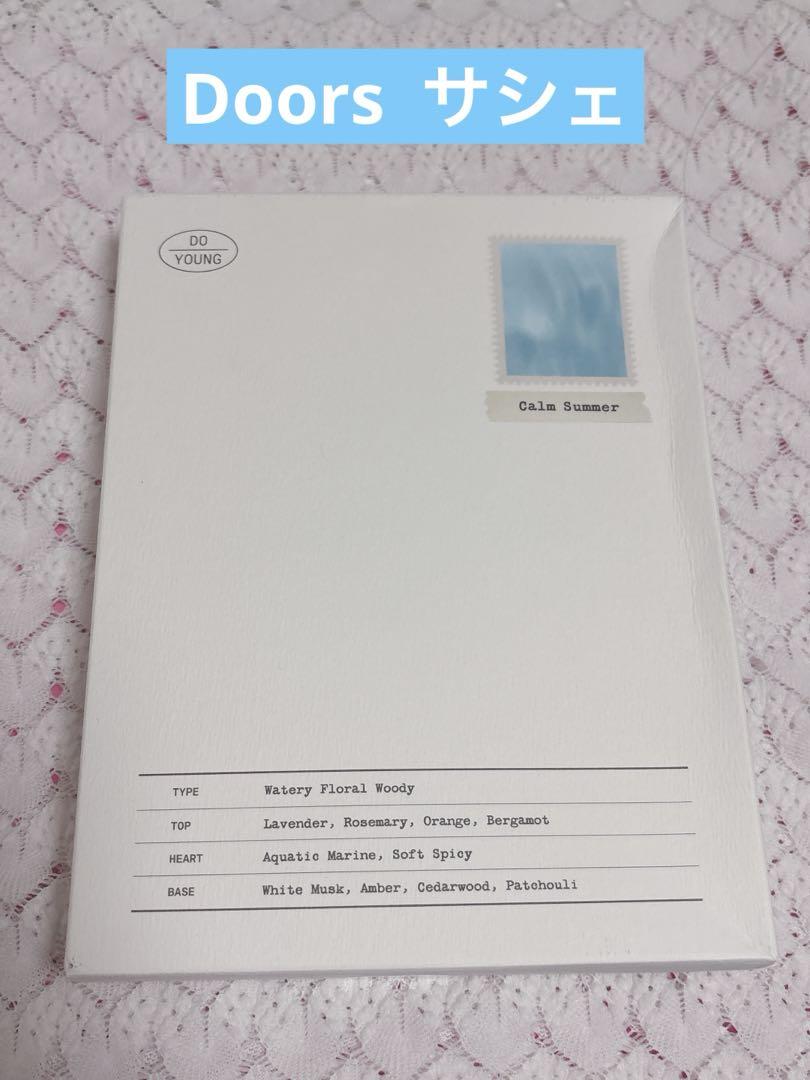 Doors サシェ
DO
YOUNG
Calm Summer
TYPE Watery Floral Woody
TOP Lavender, Rosemary, Orange, Bergamot
HEART Aquatic Marine, Soft Spicy
BASE White Musk, Amber, Cedarwood, Patchouli